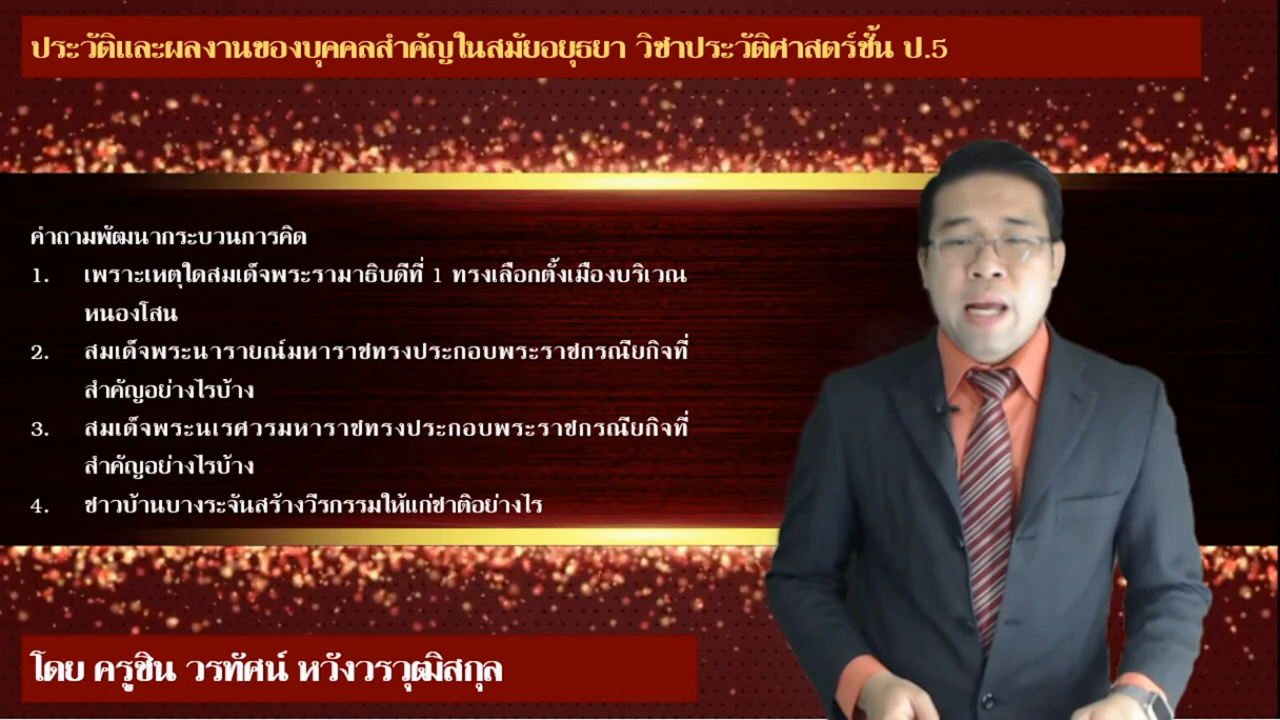 ประวัติและผลงานของบุคคลสำคัญในสมัยอยุธยา วิชาประวัติศาสตร์ชั้น ป.5
คำถามพัฒนากระบวนการคิด
1. เพราะเหตุใดสมเด็จพระรามาธิบดีที่ 1 ทรงเลือกตั้งเมืองบริเวณ
หนองโสน
2. สมเด็จพระนารายณ์มหาราชทรงประกอบพระราชกรณียกิจที่
สำคัญอย่างไรบ้าง
3. สมเด็จพระนเรศวรมหาราชทรงประกอบพระราชกรณียกิจที่
สำคัญอย่างไรบ้าง
4. ชาวบ้านบางระจันสร้างวีรกรรมให้แก่ชาติอย่างไร
โดย ครูชิน วรทัศน์ หวังวรวุฒิสกุล